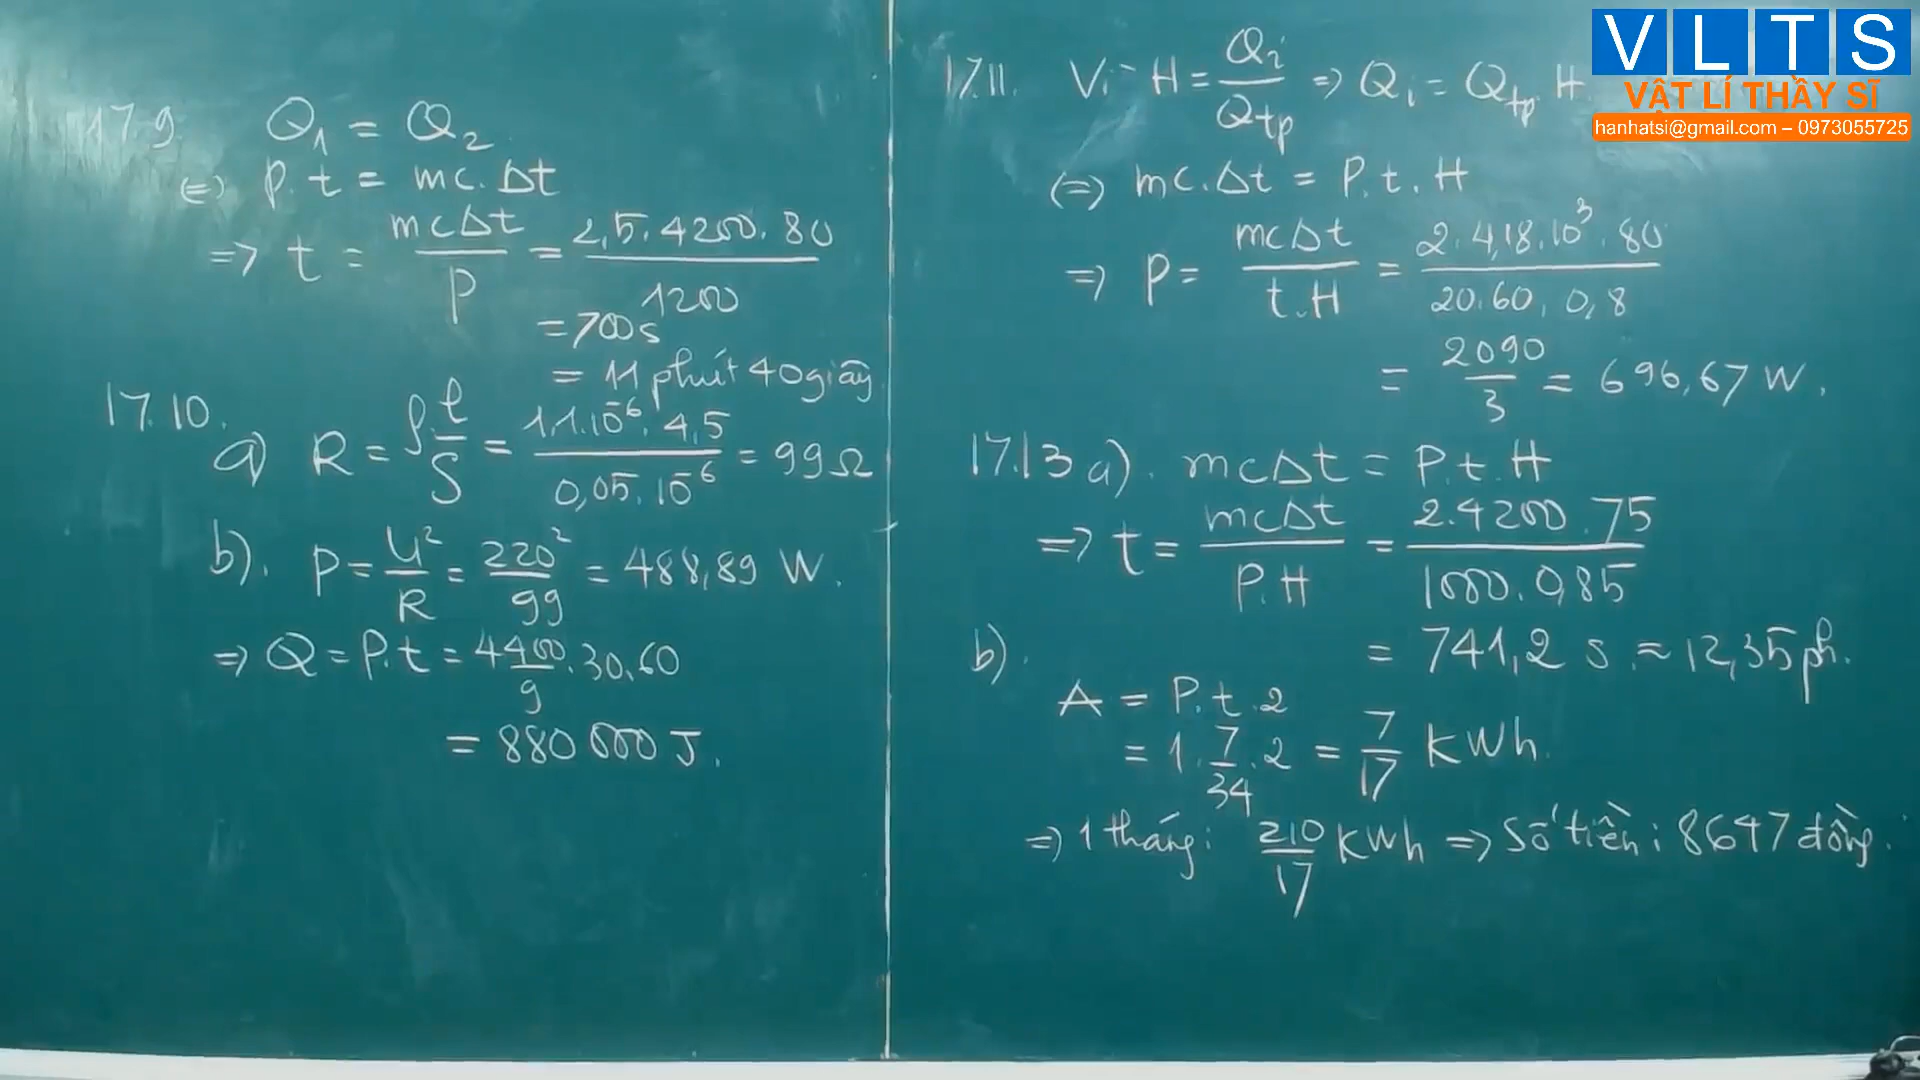 17.9. Q₁ = Q₂
(=) P.t = mc.Δt
=> t = mcΔt / P = 2,5.4200.80 / 1200
= 700s
= 11 phút 40 giây
17.10.
a) R = ρ.l/S = 1,1.10⁻⁶.4,5 / 0,05.10⁻⁶ = 99Ω
b). P = U²/R = 220²/99 = 488,89 W.
=> Q = P.t = 4400/9.30.60
= 880000 J.
17.11. Vì H = Qi/Qtp => Qi = Qtp.H
(=) mc.Δt = P.t.H
=> P = mcΔt / t.H = 2.4,18.10³.80 / 20.60.0,8
= 2090/3 = 696,67 W.
17.13 a). mcΔt = P.t.H
=> t = mcΔt / P.H = 2.4200.75 / 1000.0,85
= 741,2 s = 12,35 ph.
b).
A = P.t.2
= 1.7/34.2 = 7/17 KWh.
=> 1 tháng: 210/17 KWh => Số tiền: 8647 đồng.
VLTS
VẬT LÍ THẦY SĨ
hanhatsi@gmail.com – 0973055725